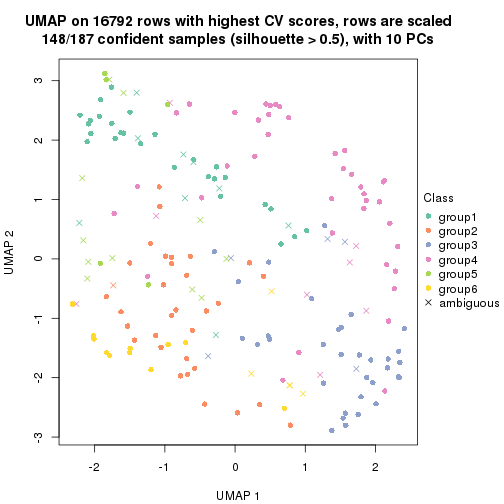 UMAP on 16792 rows with highest CV scores, rows are scaled
148/187 confident samples (silhouette > 0.5), with 10 PCs
3
2
1
0
-1
-2
-3
UMAP 2
-2
-1
0
1
2
UMAP 1
Class
group1
group2
group3
group4
group5
group6
ambiguous